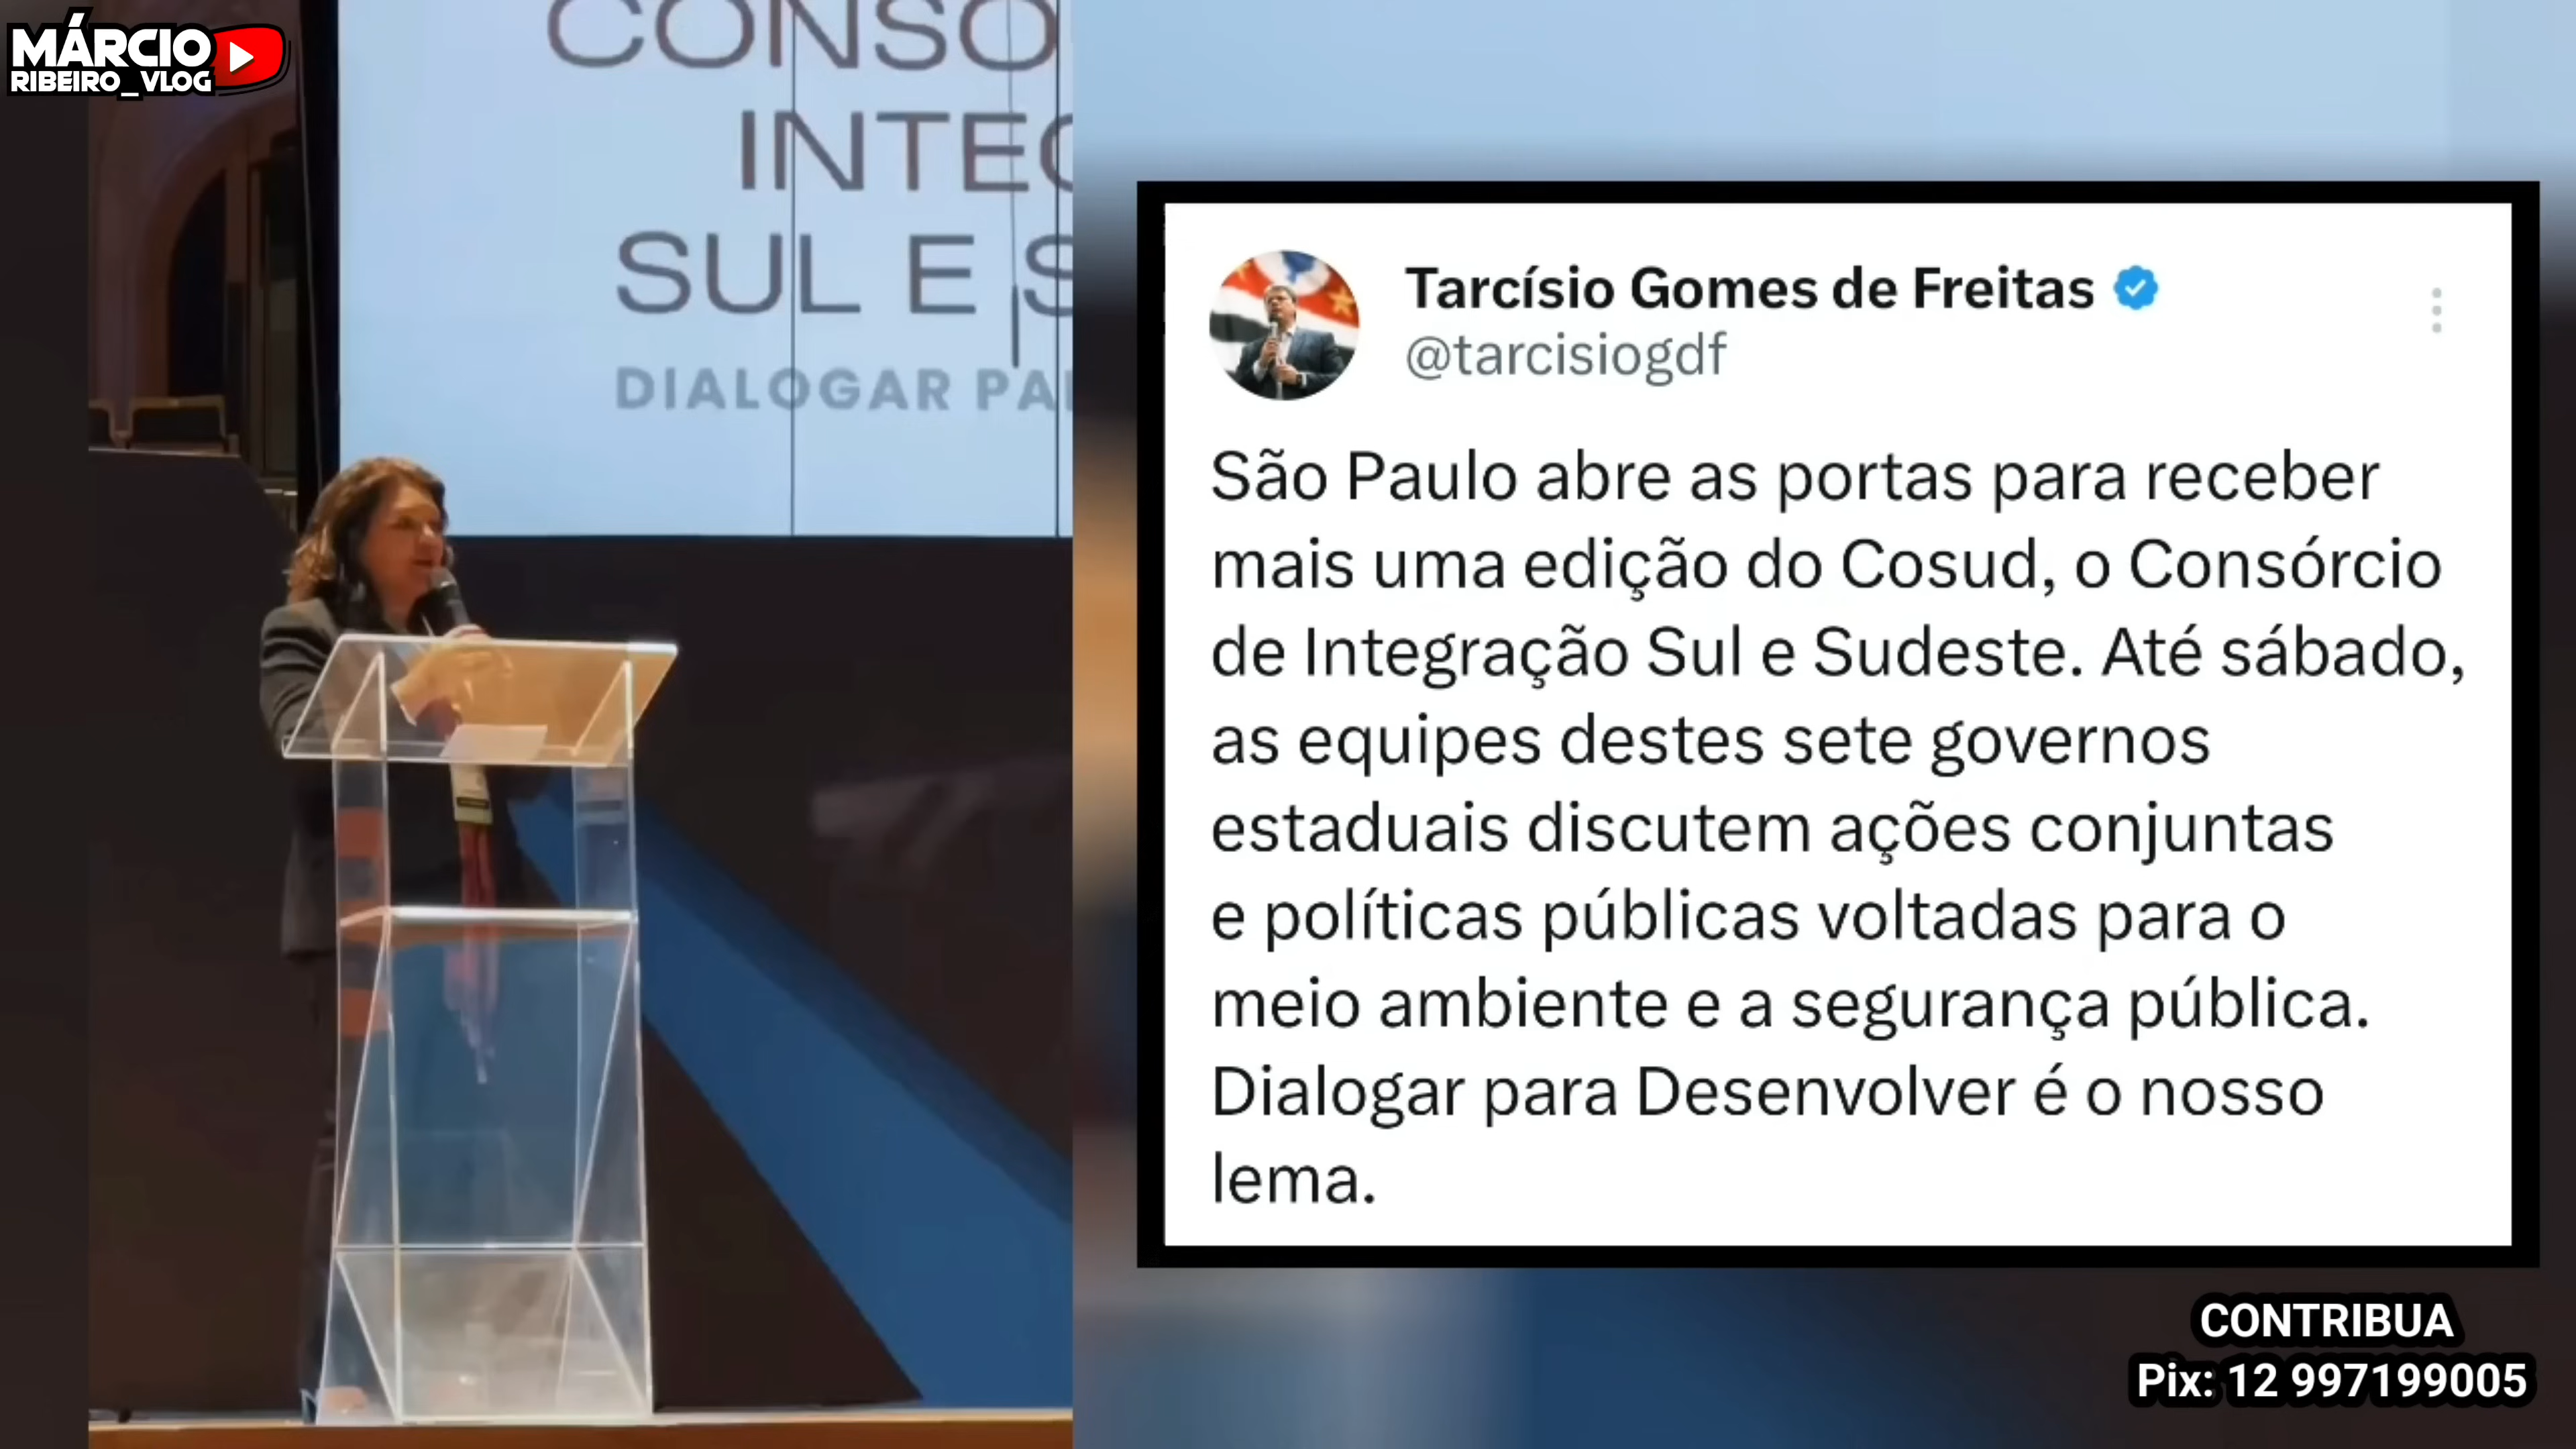 MÁRCIO
RIBEIRO_VLOG
CONSO
INTEG
SUL E S
DIALOGAR PA
Tarcísio Gomes de Freitas
@tarcisiogdf
São Paulo abre as portas para receber
mais uma edição do Cosud, o Consórcio
de Integração Sul e Sudeste. Até sábado,
as equipes destes sete governos
estaduais discutem ações conjuntas
e políticas públicas voltadas para o
meio ambiente e a segurança pública.
Dialogar para Desenvolver é o nosso
lema.
CONTRIBUA
Pix: 12 997199005